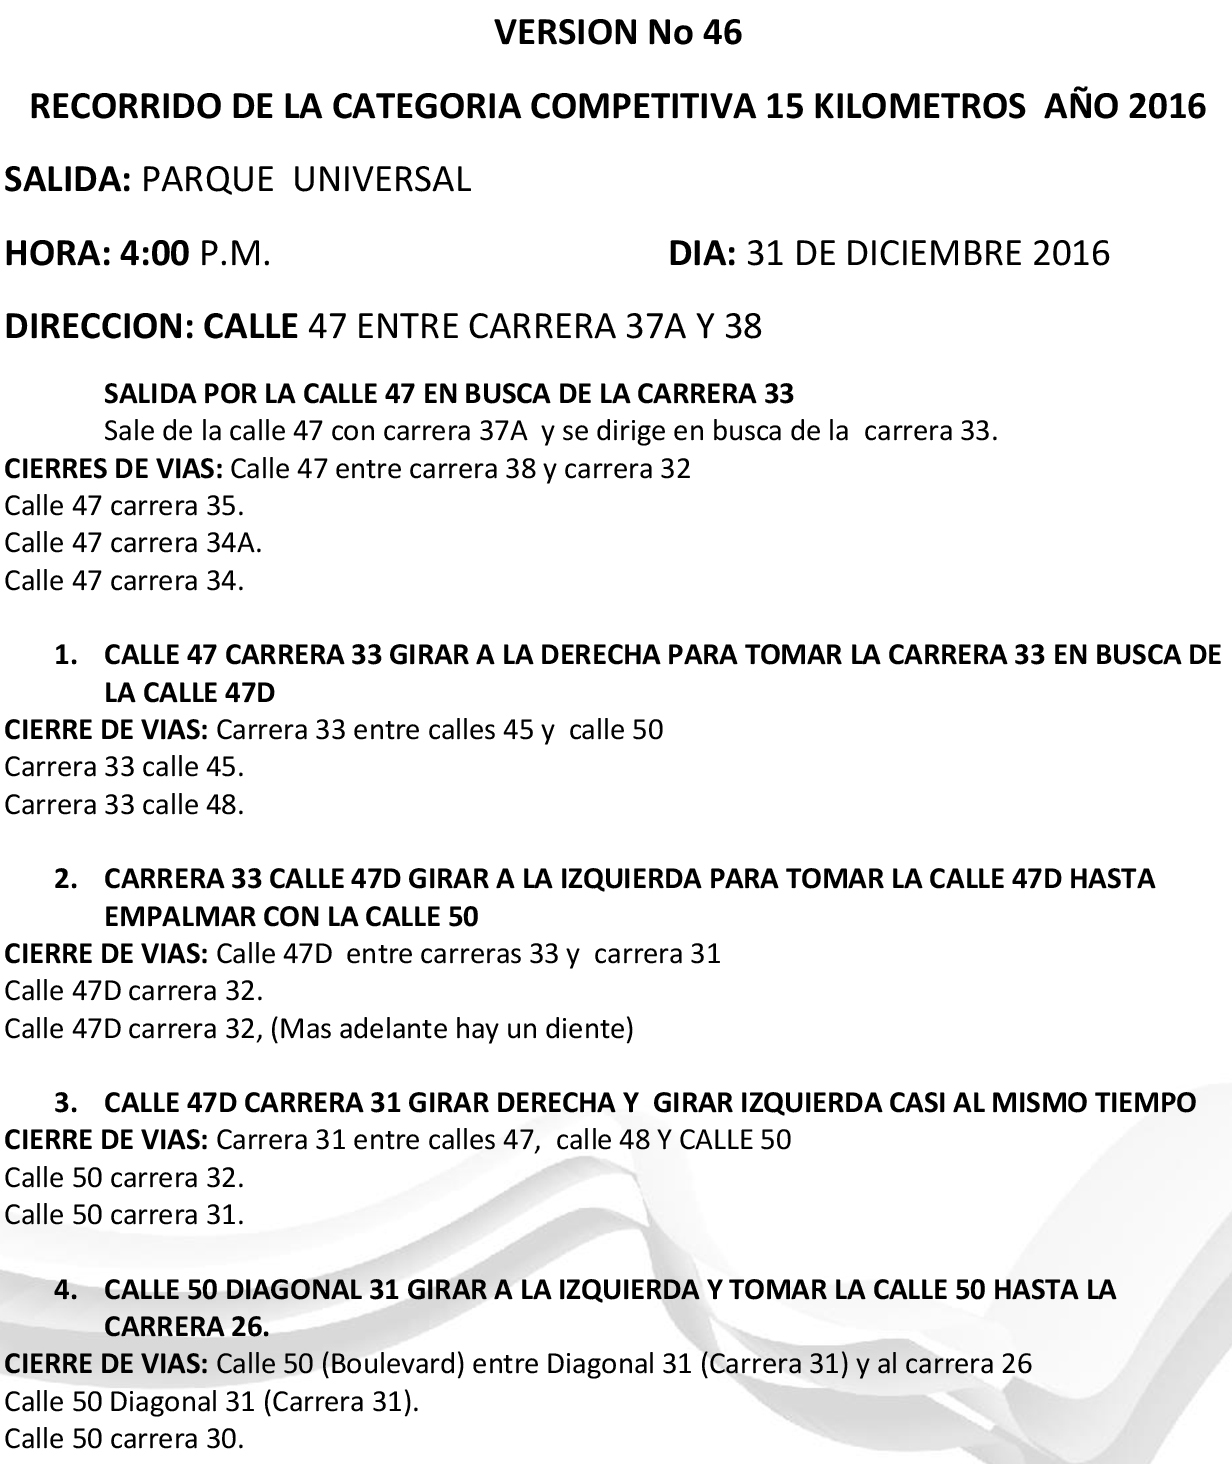 VERSION No 46
RECORRIDO DE LA CATEGORIA COMPETITIVA 15 KILOMETROS AÑO 2016
SALIDA: PARQUE UNIVERSAL
HORA: 4:00 P.M. DIA: 31 DE DICIEMBRE 2016
DIRECCION: CALLE 47 ENTRE CARRERA 37A Y 38
SALIDA POR LA CALLE 47 EN BUSCA DE LA CARRERA 33
Sale de la calle 47 con carrera 37A y se dirige en busca de la carrera 33.
CIERRES DE VIAS: Calle 47 entre carrera 38 y carrera 32
Calle 47 carrera 35.
Calle 47 carrera 34A.
Calle 47 carrera 34.
1. CALLE 47 CARRERA 33 GIRAR A LA DERECHA PARA TOMAR LA CARRERA 33 EN BUSCA DE
LA CALLE 47D
CIERRE DE VIAS: Carrera 33 entre calles 45 y calle 50
Carrera 33 calle 45.
Carrera 33 calle 48.
2. CARRERA 33 CALLE 47D GIRAR A LA IZQUIERDA PARA TOMAR LA CALLE 47D HASTA
EMPALMAR CON LA CALLE 50
CIERRE DE VIAS: Calle 47D entre carreras 33 y carrera 31
Calle 47D carrera 32.
Calle 47D carrera 32, (Mas adelante hay un diente)
3. CALLE 47D CARRERA 31 GIRAR DERECHA Y GIRAR IZQUIERDA CASI AL MISMO TIEMPO
CIERRE DE VIAS: Carrera 31 entre calles 47, calle 48 Y CALLE 50
Calle 50 carrera 32.
Calle 50 carrera 31.
4. CALLE 50 DIAGONAL 31 GIRAR A LA IZQUIERDA Y TOMAR LA CALLE 50 HASTA LA
CARRERA 26.
CIERRE DE VIAS: Calle 50 (Boulevard) entre Diagonal 31 (Carrera 31) y al carrera 26
Calle 50 Diagonal 31 (Carrera 31).
Calle 50 carrera 30.